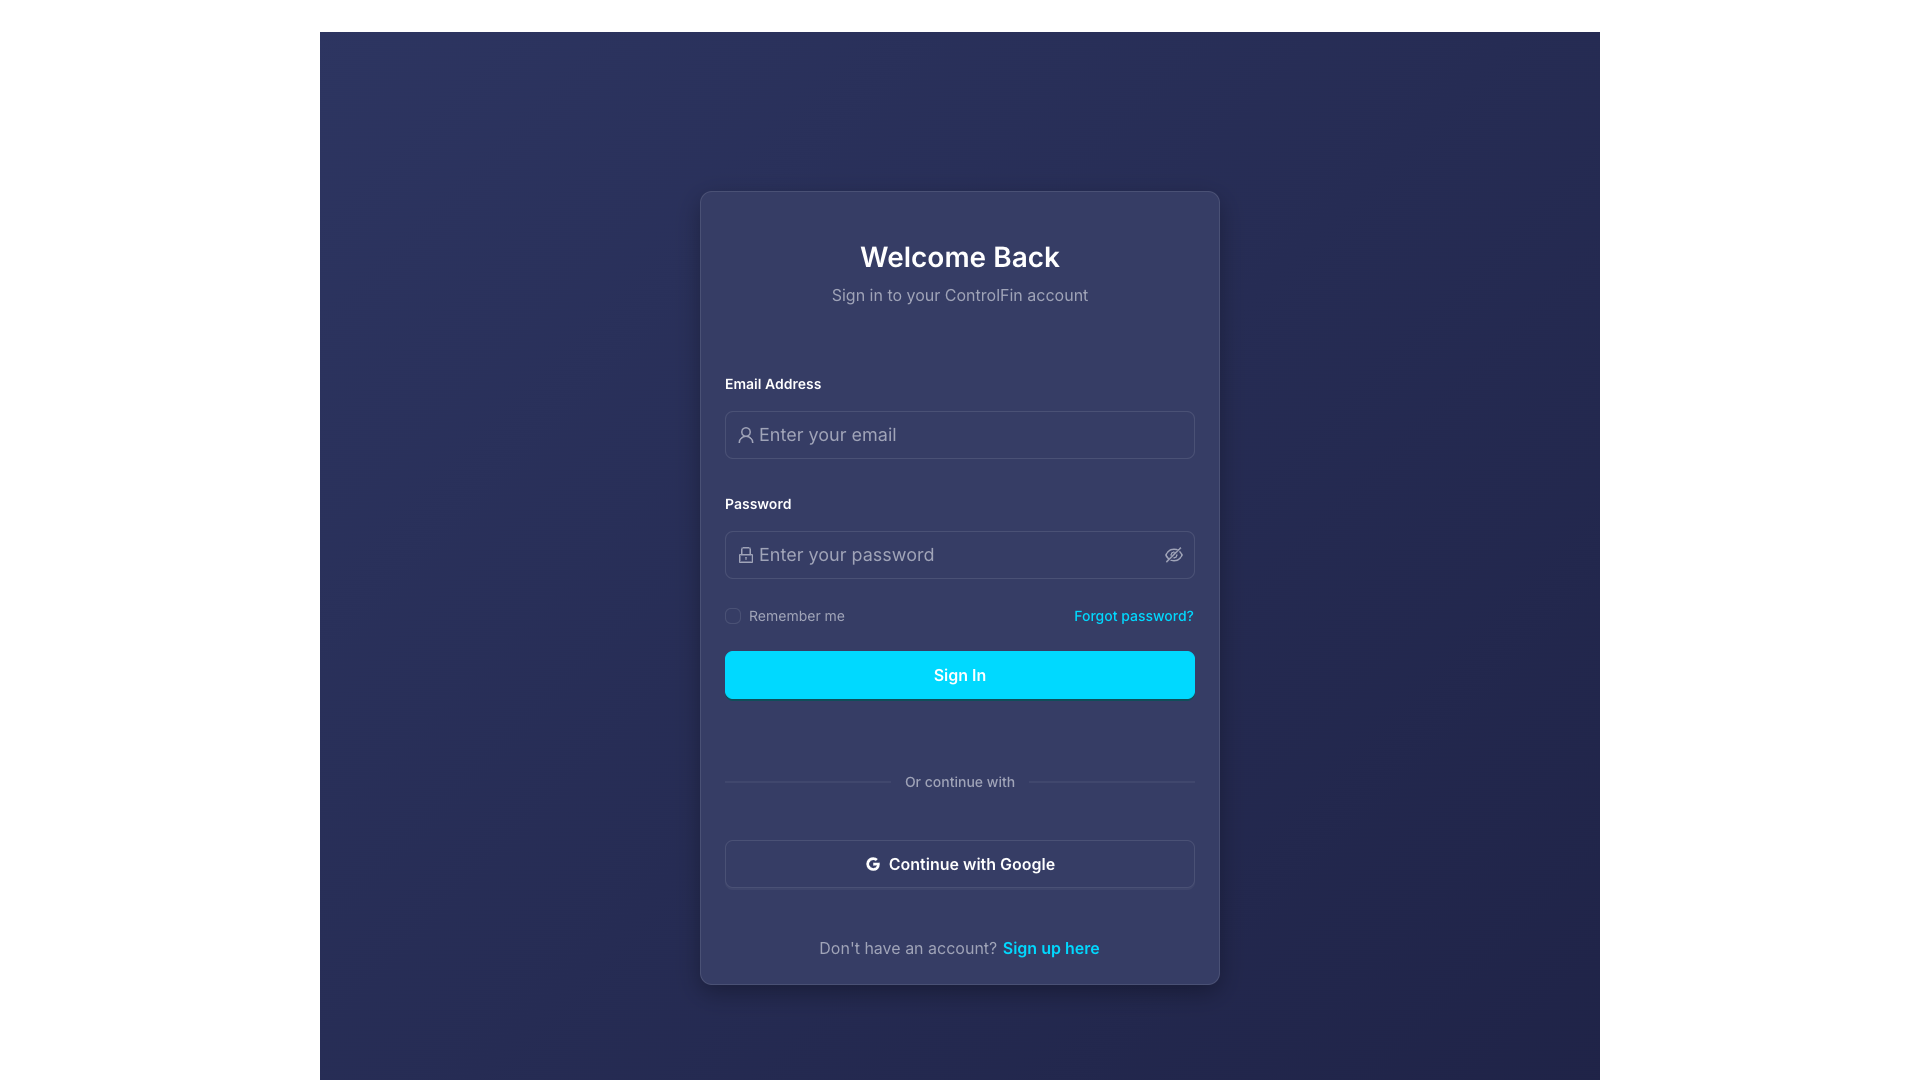 Welcome Back
Sign in to your ControlFin account
Email Address
Enter your email
Password
Enter your password
Remember me
Forgot password?
Sign In
Or continue with
Continue with Google
Don't have an account? Sign up here